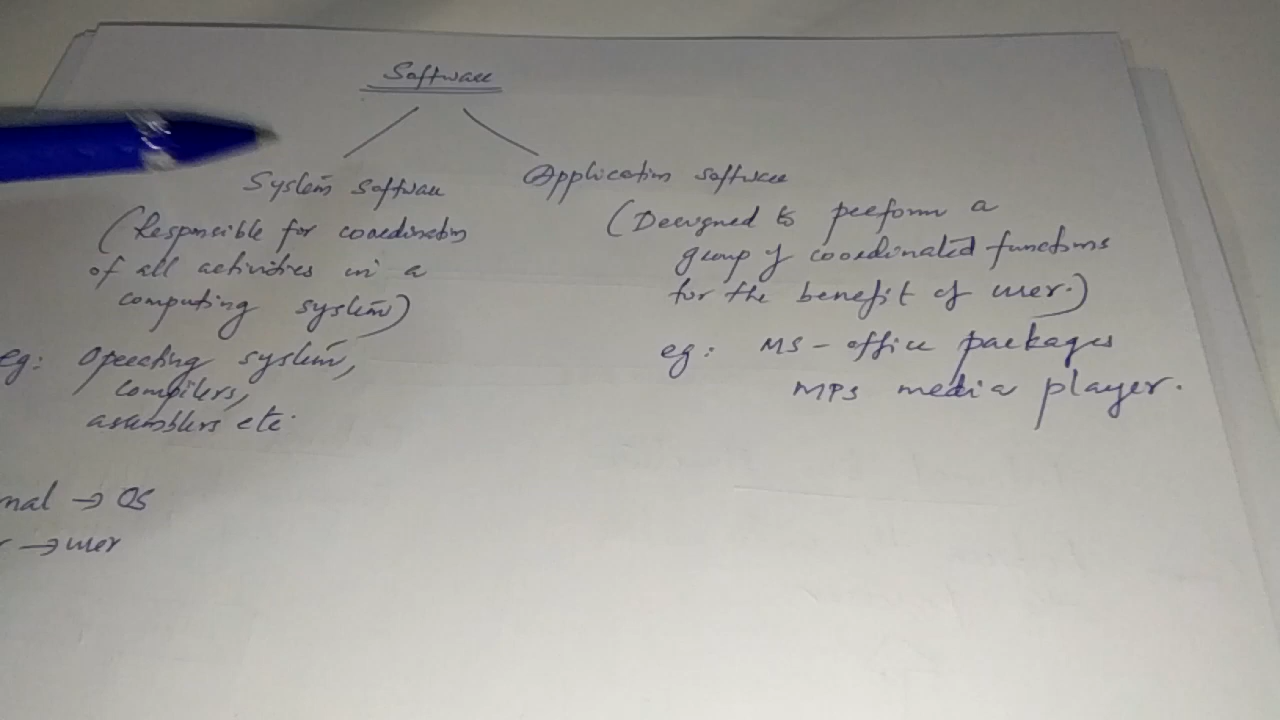 Software
System software
(Responsible for coordination
of all activities in a
computing system)
eg: Operating system,
compilers,
assemblers etc.
Application software
(Designed to perform a
group of coordinated functions
for the benefit of user.)
eg: MS-office packages
MP3 media player.
nal → OS
r → user